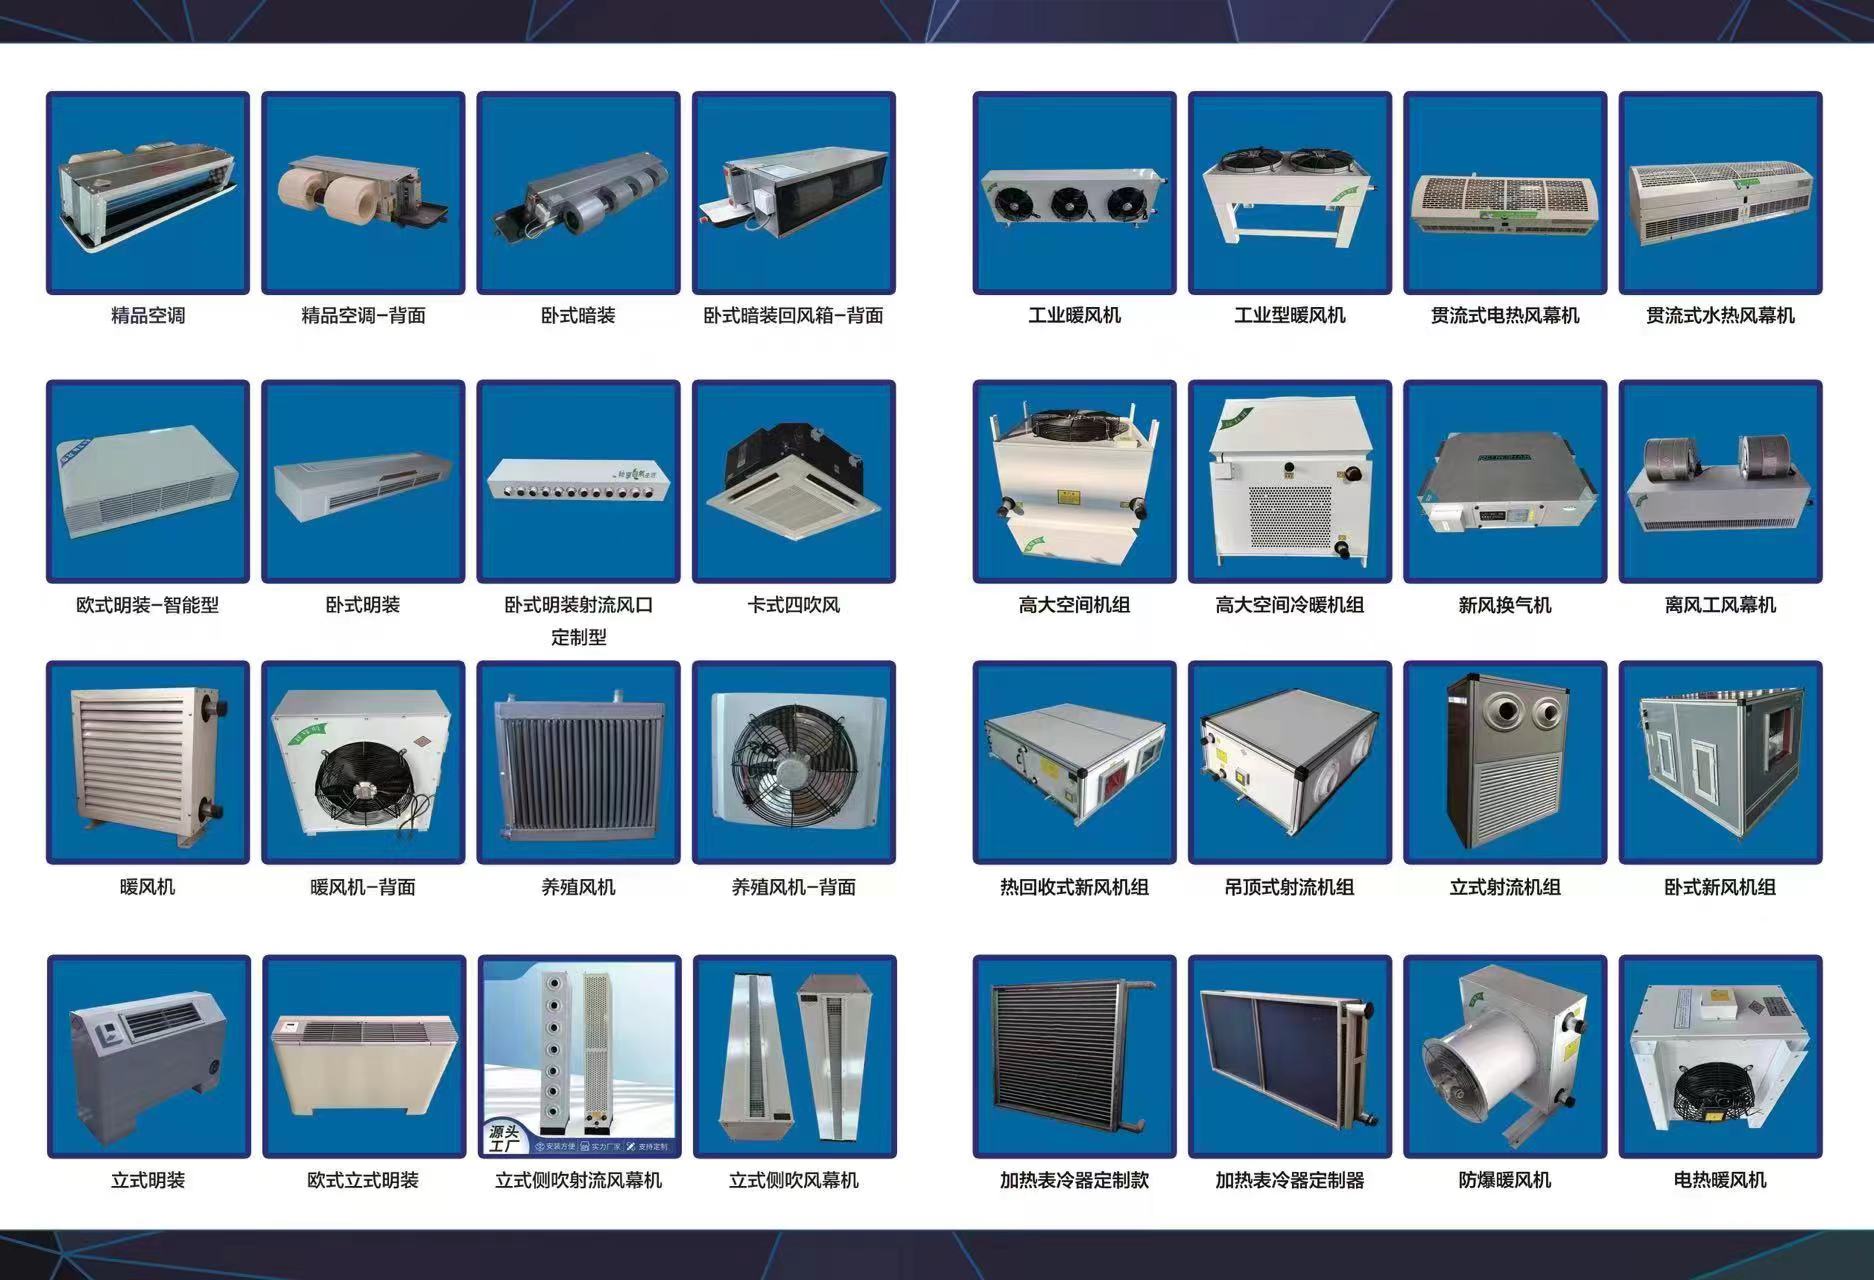 精品空调
精品空调-背面
卧式暗装
卧式暗装回风箱-背面
欧式明装-智能型
卧式明装
卧式明装射流风口
定制型
卡式四吹风
暖风机
暖风机-背面
养殖风机
养殖风机-背面
源头
工厂
安装方便
实力厂家
支持定制
立式明装
欧式立式明装
立式侧吹射流风幕机
立式侧吹风幕机
工业暖风机
工业型暖风机
贯流式电热风幕机
贯流式水热风幕机
高大空间机组
高大空间冷暖机组
新风换气机
离风工风幕机
热回收式新风机组
吊顶式射流机组
立式射流机组
卧式新风机组
加热表冷器定制款
加热表冷器定制器
防爆暖风机
电热暖风机